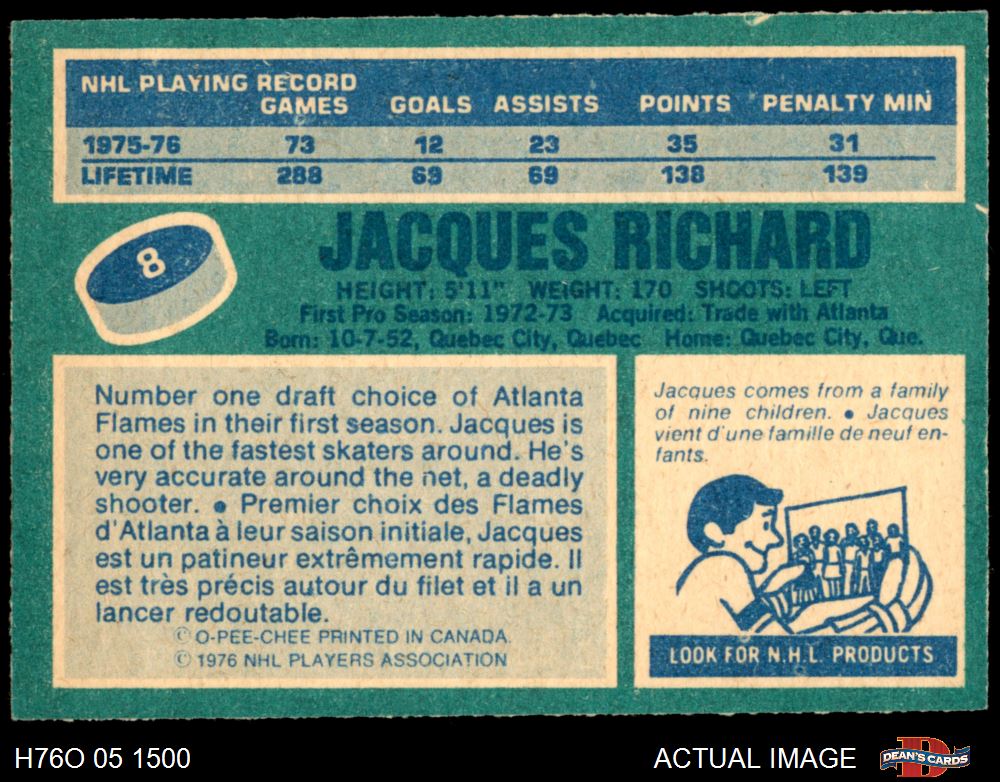 NHL PLAYING RECORD
GAMES GOALS ASSISTS POINTS PENALTY MIN
1975-76 73 12 23 35 31
LIFETIME 288 69 69 138 139
8
JACQUES RICHARD
HEIGHT: 5'11" WEIGHT: 170 SHOOTS: LEFT
First Pro Season: 1972-73 Acquired: Trade with Atlanta
Born: 10-7-52, Quebec City, Quebec Home: Quebec City, Que.
Number one draft choice of Atlanta
Flames in their first season. Jacques is
one of the fastest skaters around. He's
very accurate around the net, a deadly
shooter. ● Premier choix des Flames
d'Atlanta à leur saison initiale, Jacques
est un patineur extrêmement rapide. Il
est très précis autour du filet et il a un
lancer redoutable.
© O-PEE-CHEE PRINTED IN CANADA.
© 1976 NHL PLAYERS ASSOCIATION
Jacques comes from a family
of nine children. ● Jacques
vient d'une famille de neuf en-
fants.
LOOK FOR N.H.L. PRODUCTS
H76O 05 1500
ACTUAL IMAGE
DEAN'S CARDS